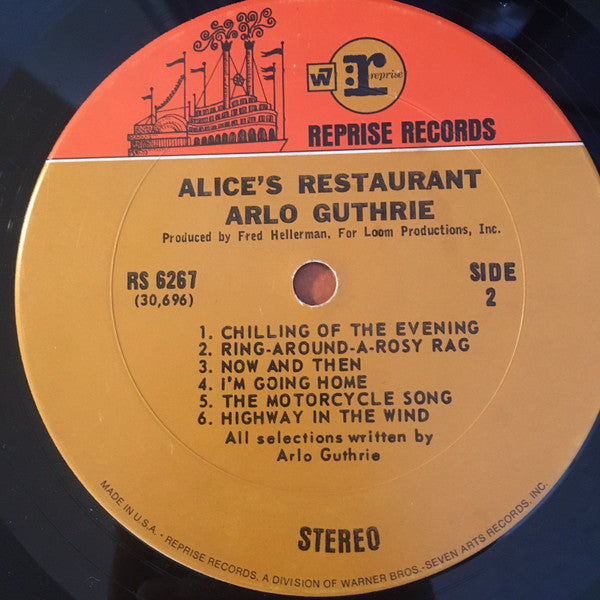 W7 r: reprise
REPRISE RECORDS
ALICE'S RESTAURANT
ARLO GUTHRIE
Produced by Fred Hellerman, For Loom Productions, Inc.
RS 6267
(30,696)
SIDE
2
1. CHILLING OF THE EVENING
2. RING-AROUND-A-ROSY RAG
3. NOW AND THEN
4. I'M GOING HOME
5. THE MOTORCYCLE SONG
6. HIGHWAY IN THE WIND
All selections written by
Arlo Guthrie
STEREO
MADE IN U.S.A. - REPRISE RECORDS, A DIVISION OF WARNER BROS.-SEVEN ARTS RECORDS, INC.